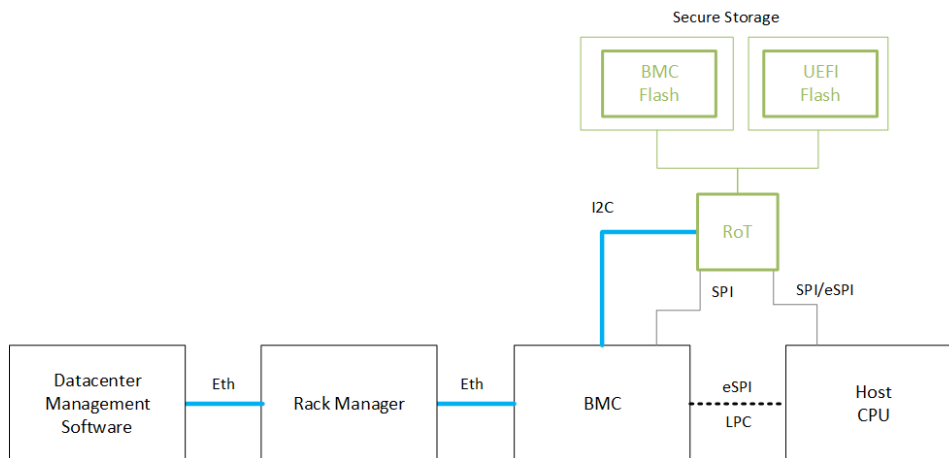 Secure Storage
BMC
Flash
UEFI
Flash
I2C
RoT
SPI
SPI/eSPI
Datacenter
Management
Software
Eth
Rack Manager
Eth
BMC
eSPI
LPC
Host
CPU